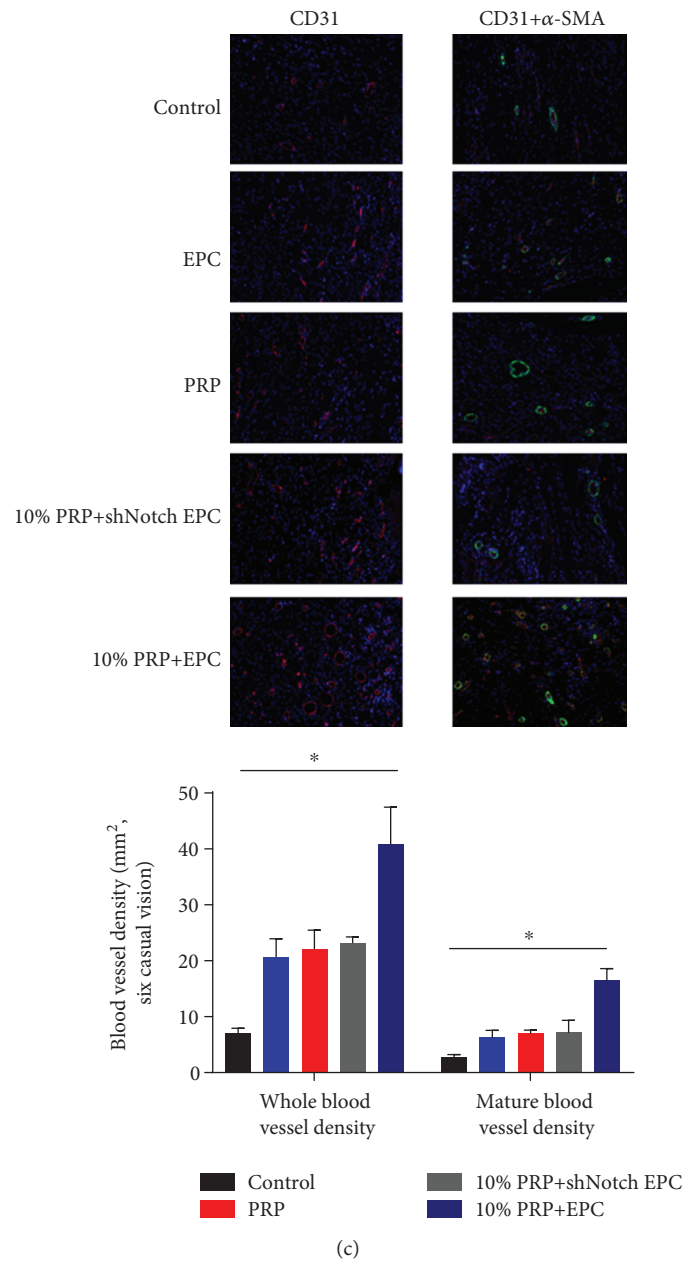 CD31
CD31+α-SMA
Control
EPC
PRP
10% PRP+shNotch EPC
10% PRP+EPC
*
50
40
30
20
10
0
Blood vessel density (mm², 
six casual vision)
*
Whole blood
vessel density
Mature blood
vessel density
Control
10% PRP+shNotch EPC
PRP
10% PRP+EPC
(c)